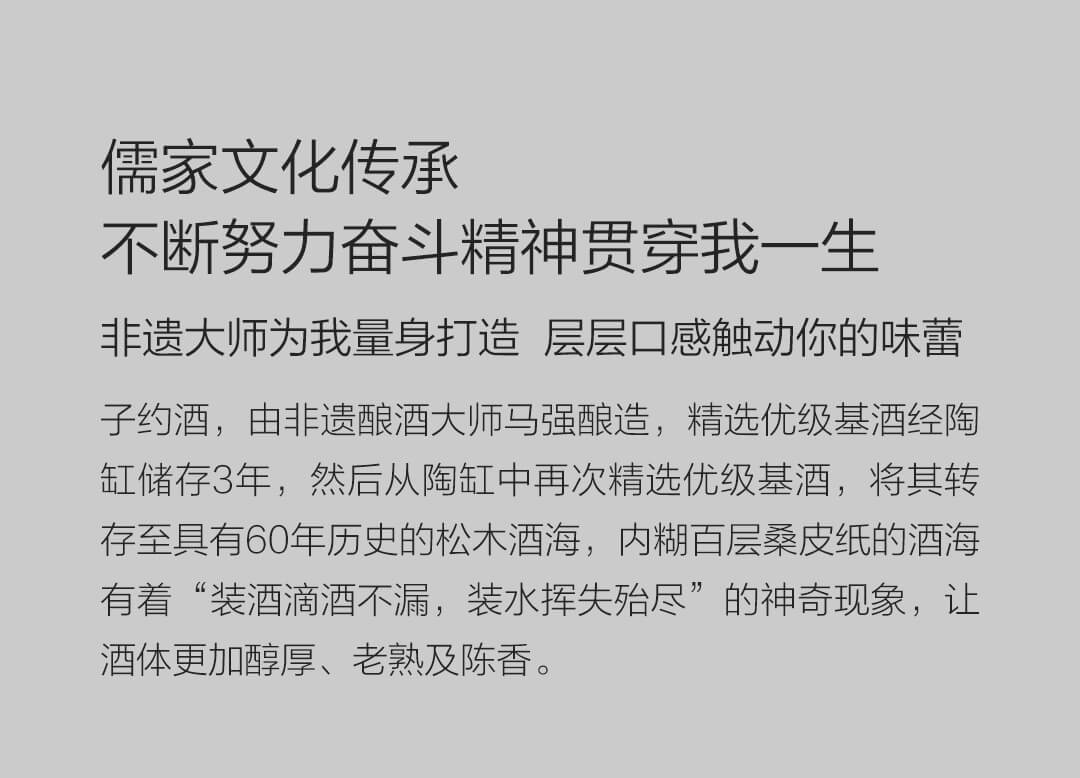 儒家文化传承
不断努力奋斗精神贯穿我一生
非遗大师为我量身打造 层层口感触动你的味蕾
子约酒，由非遗酿酒大师马强酿造，精选优级基酒经陶
缸储存3年，然后从陶缸中再次精选优级基酒，将其转
存至具有60年历史的松木酒海，内糊百层桑皮纸的酒海
有着“装酒滴酒不漏，装水挥失殆尽”的神奇现象，让
酒体更加醇厚、老熟及陈香。